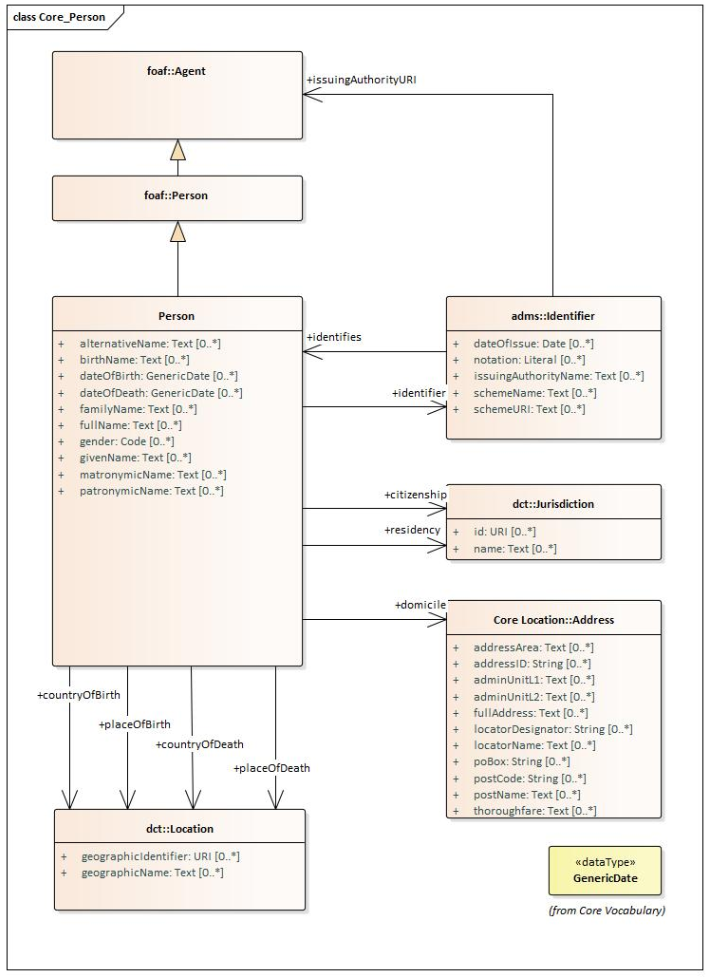 class Core_Person
foaf::Agent
+issuingAuthorityURI
foaf::Person
Person
+ alternativeName: Text [0..*]
+ birthName: Text [0..*]
+ dateOfBirth: GenericDate [0..*]
+ dateOfDeath: GenericDate [0..*]
+ familyName: Text [0..*]
+ fullName: Text [0..*]
+ gender: Code [0..*]
+ givenName: Text [0..*]
+ matronymicName: Text [0..*]
+ patronymicName: Text [0..*]
+identifies
+identifier
adms::Identifier
+ dateOfIssue: Date [0..*]
+ notation: Literal [0..*]
+ issuingAuthorityName: Text [0..*]
+ schemeName: Text [0..*]
+ schemeURI: Text [0..*]
+citizenship
+residency
dct::Jurisdiction
+ id: URI [0..*]
+ name: Text [0..*]
+domicile
Core Location::Address
+ addressArea: Text [0..*]
+ addressID: String [0..*]
+ adminUnitL1: Text [0..*]
+ adminUnitL2: Text [0..*]
+ fullAddress: Text [0..*]
+ locatorDesignator: String [0..*]
+ locatorName: Text [0..*]
+ poBox: String [0..*]
+ postCode: String [0..*]
+ postName: Text [0..*]
+ thoroughfare: Text [0..*]
+countryOfBirth
+placeOfBirth
+countryOfDeath
+placeOfDeath
dct::Location
+ geographicIdentifier: URI [0..*]
+ geographicName: Text [0..*]
«dataType»
GenericDate
(from Core Vocabulary)